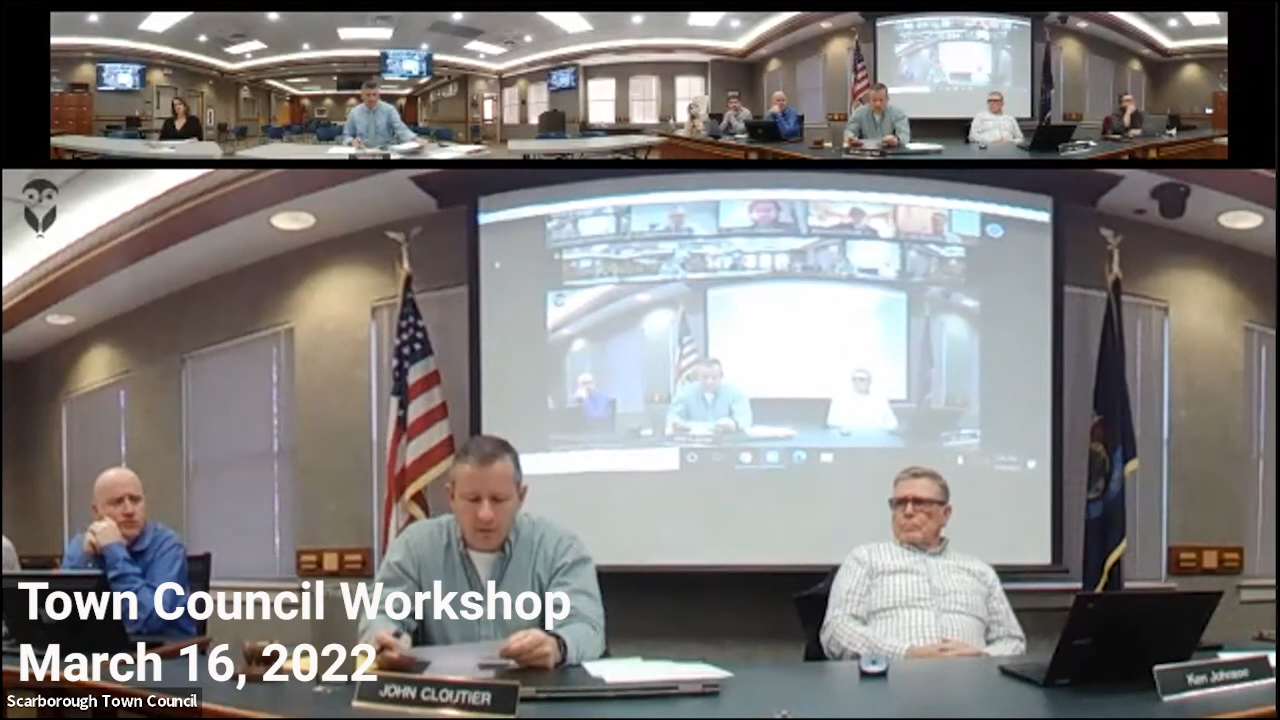 Town Council Workshop
March 16, 2022
JOHN CLOUTIER
Ken Johnson
Scarborough Town Council